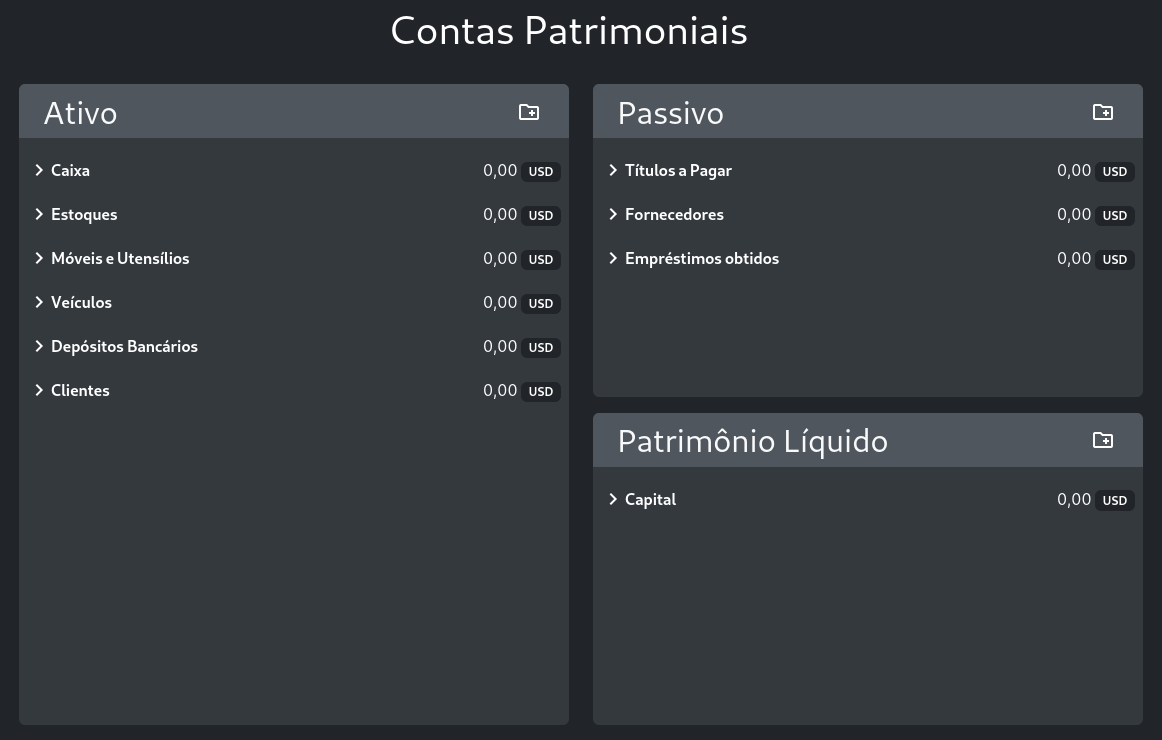 Contas Patrimoniais
Ativo
Caixa 0,00 USD
Estoques 0,00 USD
Móveis e Utensílios 0,00 USD
Veículos 0,00 USD
Depósitos Bancários 0,00 USD
Clientes 0,00 USD
Passivo
Títulos a Pagar 0,00 USD
Fornecedores 0,00 USD
Empréstimos obtidos 0,00 USD
Patrimônio Líquido
Capital 0,00 USD